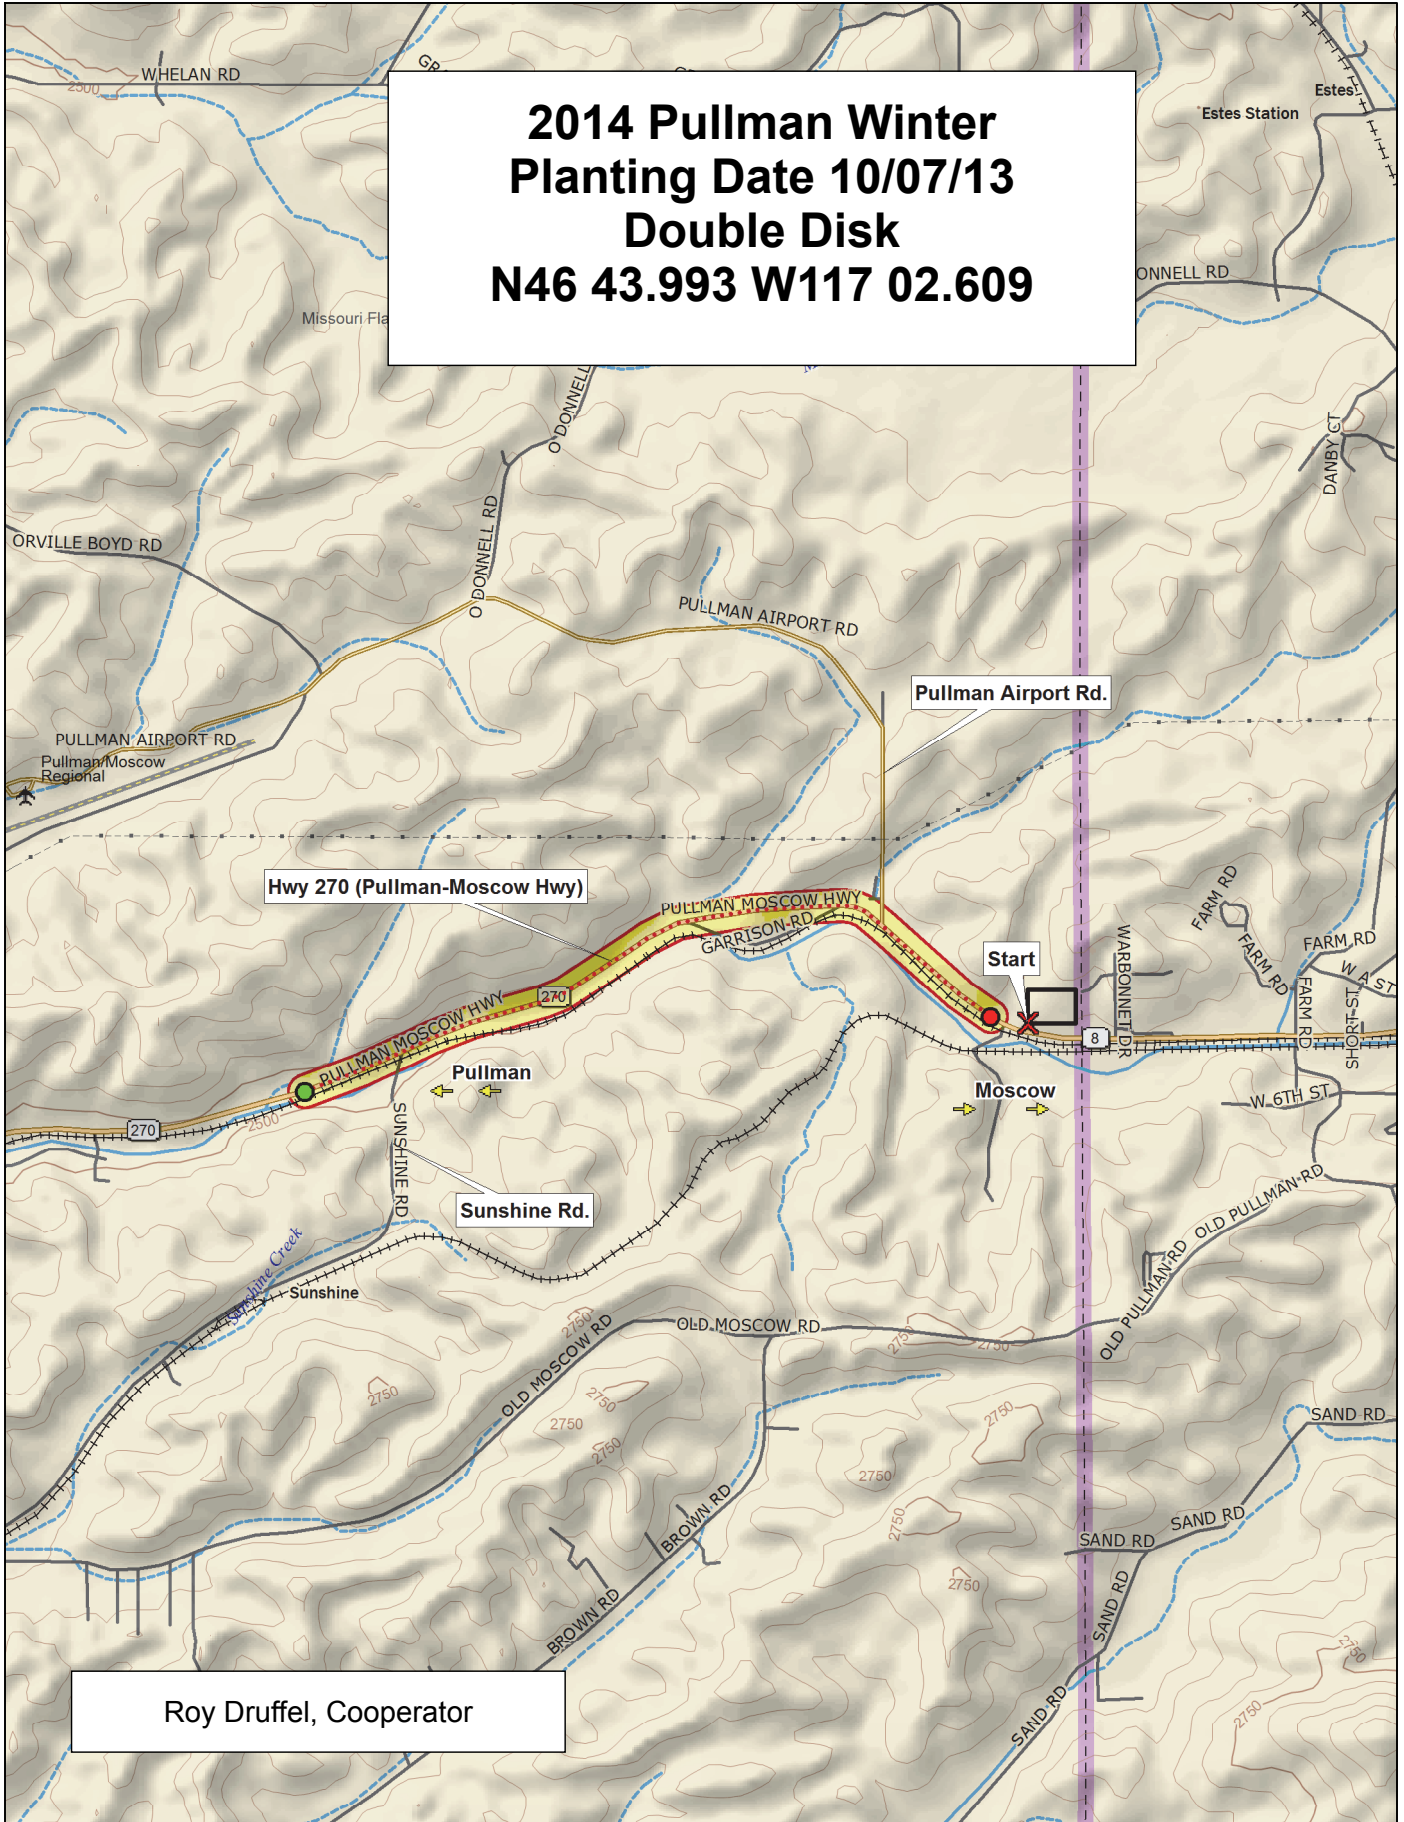 WHELAN RD
2500
GR
Estes
Estes Station
2014 Pullman Winter
Planting Date 10/07/13
Double Disk
N46 43.993 W117 02.609
ONNELL RD
Missouri Fla
O DONNELL
DANBY CT
O DONNELL RD
ORVILLE BOYD RD
PULLMAN AIRPORT RD
Pullman Airport Rd.
PULLMAN AIRPORT RD
Pullman/Moscow
Regional
Hwy 270 (Pullman-Moscow Hwy)
PULLMAN MOSCOW HWY
GARRISON RD
FARM RD
FARM RD
FARM RD
W A ST
WARBONNET DR
Start
270
PULLMAN MOSCOW HWY
FARM RD
SHORT ST
8
Pullman
Moscow
W 6TH ST
270
2500
SUNSHINE RD
Sunshine Rd.
OLD PULLMAN RD
OLD PULLMAN RD
Sunshine Creek
Sunshine
2750
OLD MOSCOW RD
2750
2750
OLD MOSCOW RD
2750
2750
2750
2750
2750
SAND RD
2750
2750
BROWN RD
SAND RD
SAND RD
2750
SAND RD
BROWN RD
2750
SAND RD
2750
Roy Druffel, Cooperator